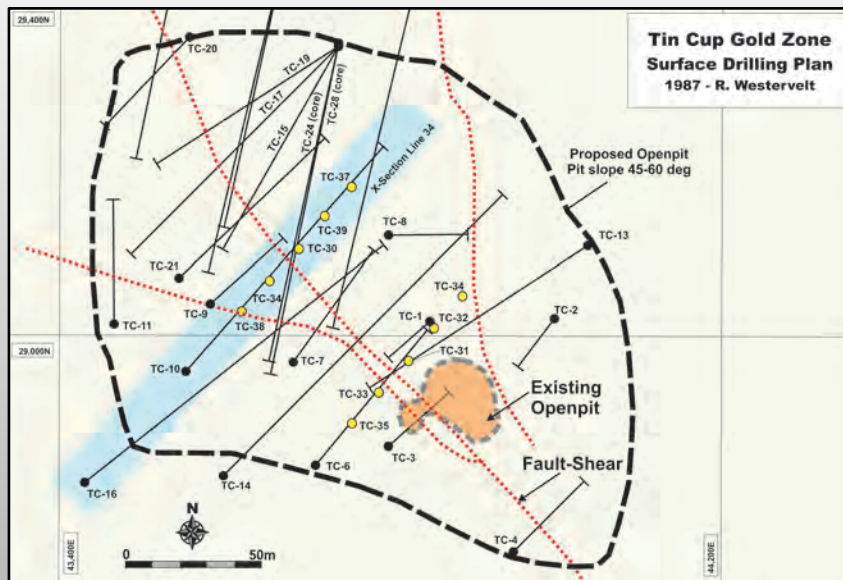 29,400N
Tin Cup Gold Zone
Surface Drilling Plan
1987 - R. Westervelt
TC-20
TC-19
TC-17
TC-15
TC-24 (core)
TC-28 (core)
X-Section Line 34
Proposed Openpit
Pit slope 45-60 deg
TC-37
TC-39
TC-8
TC-13
TC-30
TC-21
TC-34
TC-34
TC-9
TC-38
TC-11
TC-1
TC-32
TC-2
29,000N
TC-31
TC-10
TC-7
TC-33
Existing
Openpit
TC-35
TC-3
TC-6
Fault-Shear
TC-16
TC-14
N
TC-4
0
50m
43,400E
44,200E